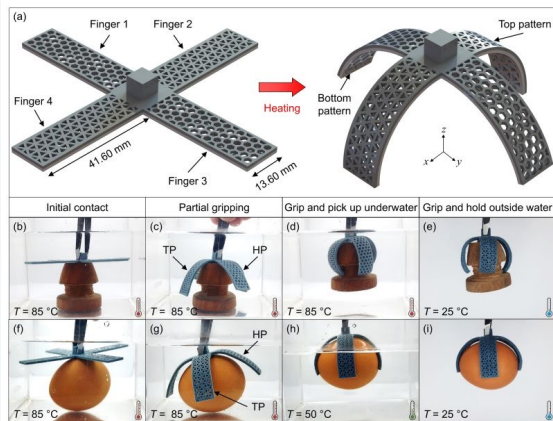 (a)
Finger 1
Finger 2
Top pattern
Finger 4
Heating
Bottom pattern
41.60 mm
Finger 3
13.60 mm
z
x
y
Initial contact
Partial gripping
Grip and pick up underwater
Grip and hold outside water
(b)
(c)
(d)
(e)
TP
HP
T = 85 °C
T = 85 °C
T = 85 °C
T = 25 °C
(f)
(g)
(h)
(i)
HP
TP
T = 85 °C
T = 85 °C
T = 50 °C
T = 25 °C